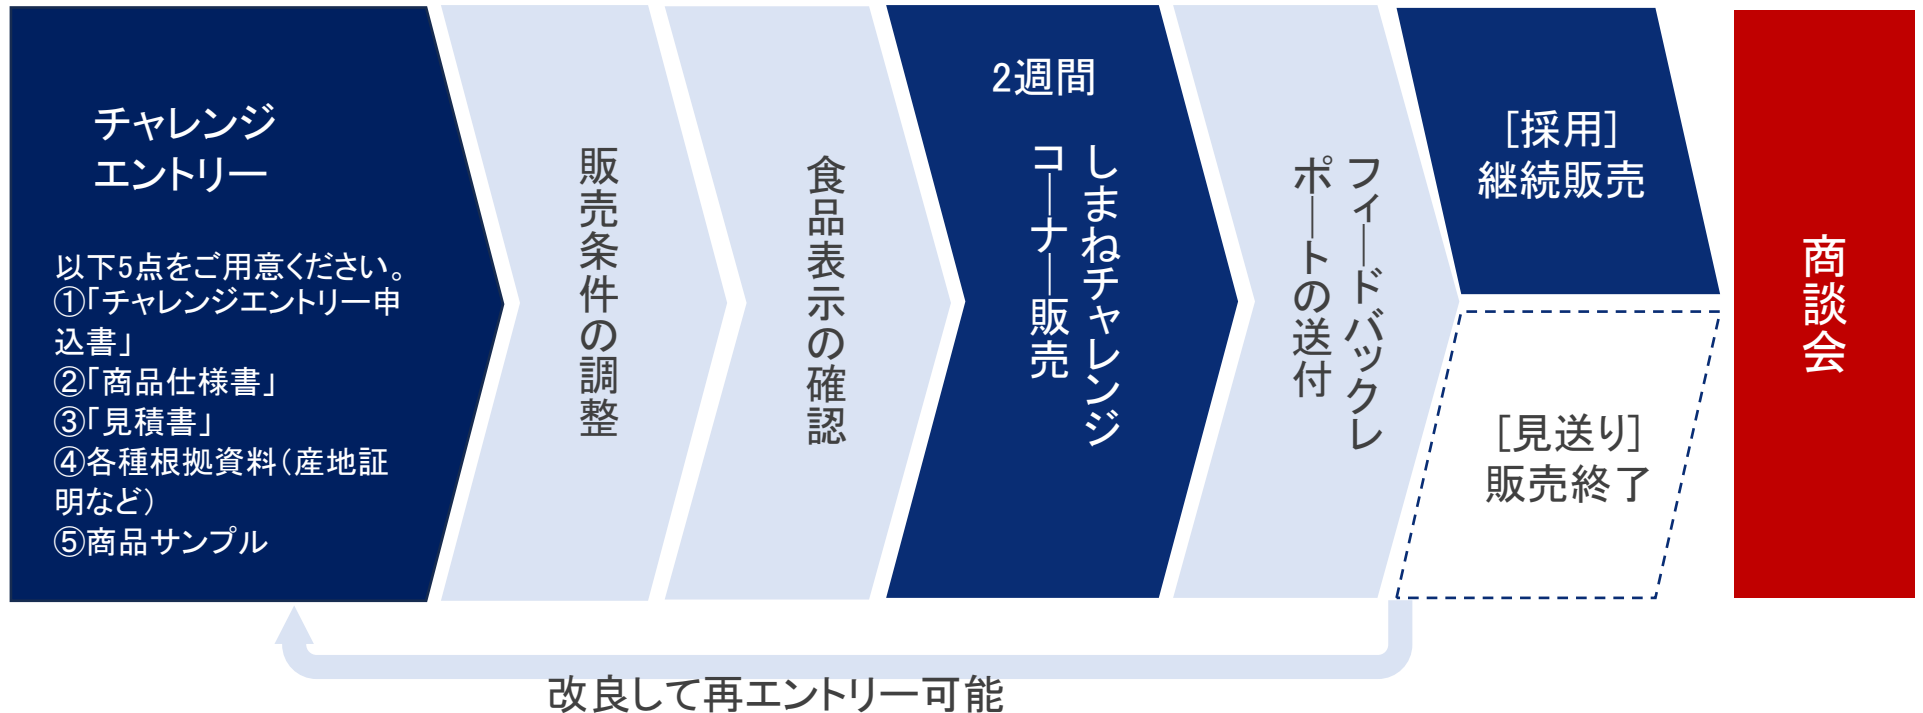 チャレンジ
エントリー
以下5点をご用意ください。
①「チャレンジエントリー申
込書」
②「商品仕様書」
③「見積書」
④各種根拠資料（産地証
明など）
⑤商品サンプル
販売条件の調整
食品表示の確認
2週間
しまねチャレンジ
コーナー販売
フィードバックレ
ポートの送付
［採用］
継続販売
［見送り］
販売終了
商談会
改良して再エントリー可能